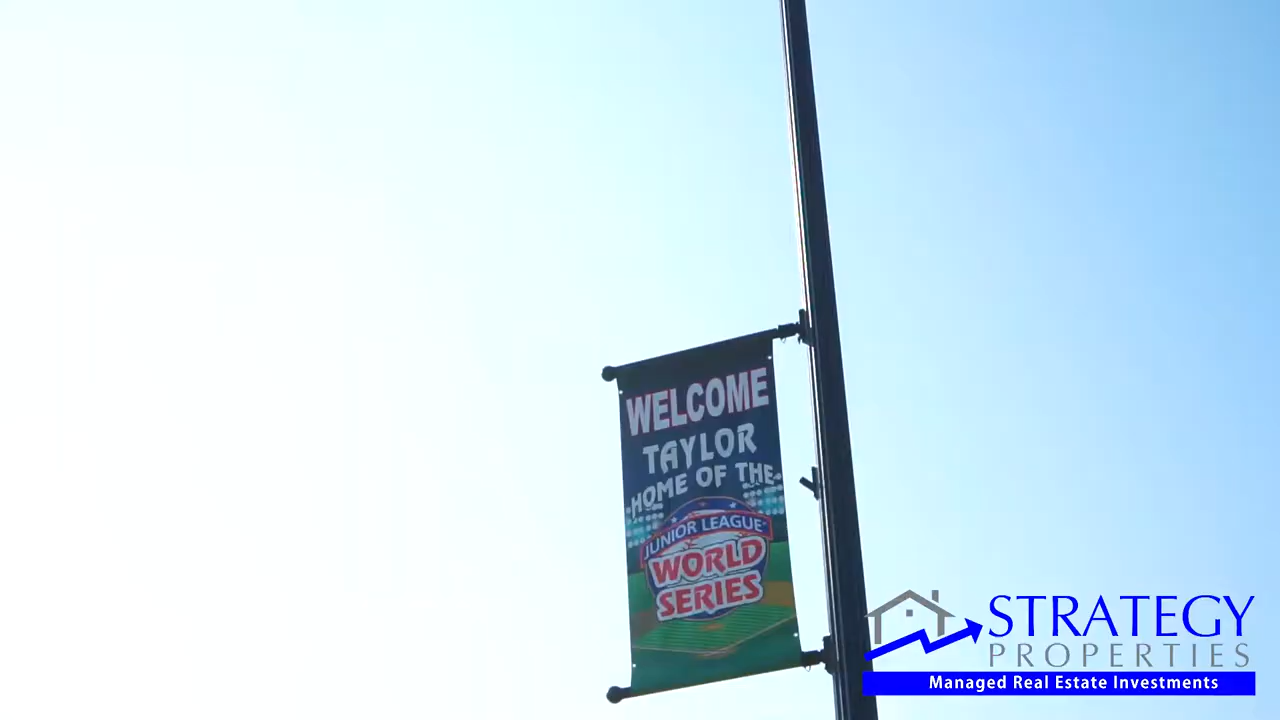 WELCOME
TAYLOR
HOME OF THE
JUNIOR LEAGUE
WORLD
SERIES
STRATEGY
PROPERTIES
Managed Real Estate Investments